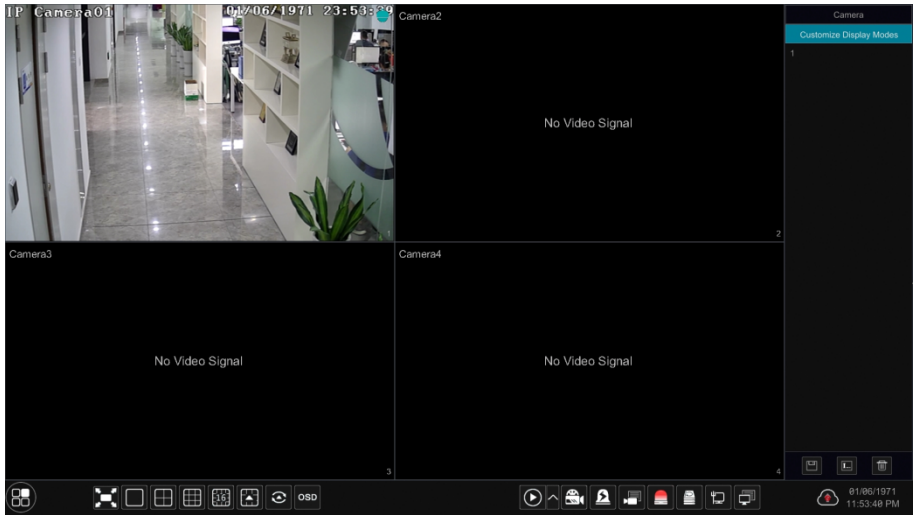 IP Camera01
01/06/1971 23:53:39
1
Camera2
No Video Signal
2
Camera3
No Video Signal
3
Camera4
No Video Signal
4
Camera
Customize Display Modes
1
16
OSD
01/06/1971
11:53:40 PM